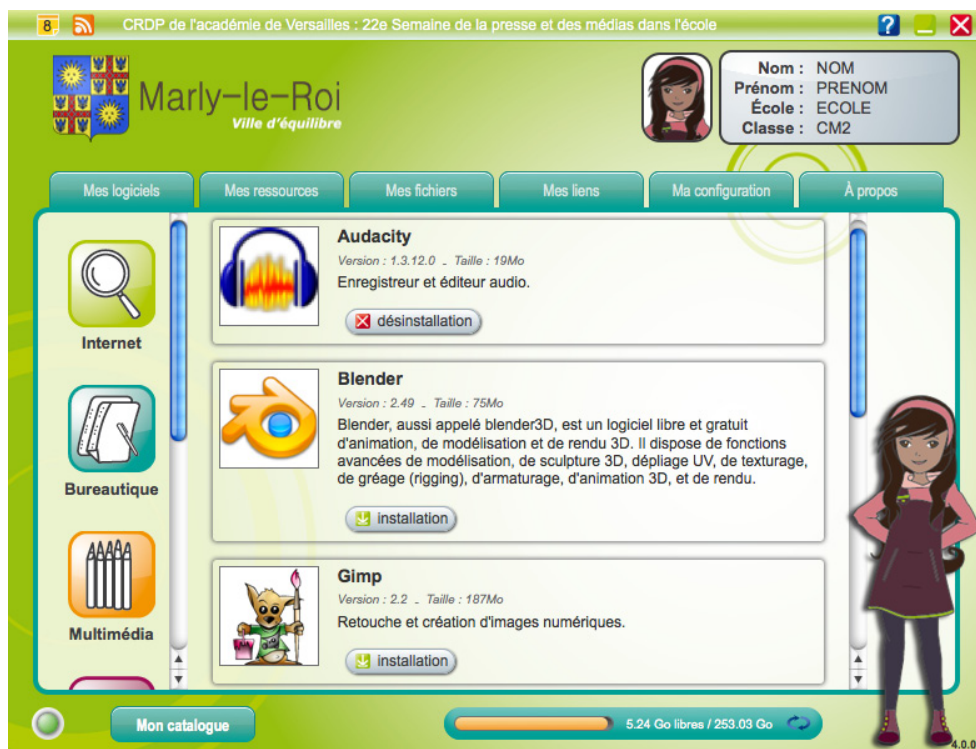 8
CRDP de l'académie de Versailles : 22e Semaine de la presse et des médias dans l'école
?
Marly-le-Roi
Ville d'équilibre
Nom : NOM
Prénom : PRENOM
École : ECOLE
Classe : CM2
Mes logiciels
Mes ressources
Mes fichiers
Mes liens
Ma configuration
À propos
Internet
Bureautique
Multimédia
Audacity
Version : 1.3.12.0 - Taille : 19Mo
Enregistreur et éditeur audio.
désinstallation
Blender
Version : 2.49 - Taille : 75Mo
Blender, aussi appelé blender3D, est un logiciel libre et gratuit
d'animation, de modélisation et de rendu 3D. Il dispose de fonctions
avancées de modélisation, de sculpture 3D, dépliage UV, de texturage,
de gréage (rigging), d'armaturage, d'animation 3D, et de rendu.
installation
Gimp
Version : 2.2 - Taille : 187Mo
Retouche et création d'images numériques.
installation
Mon catalogue
5.24 Go libres / 253.03 Go
4.0.0